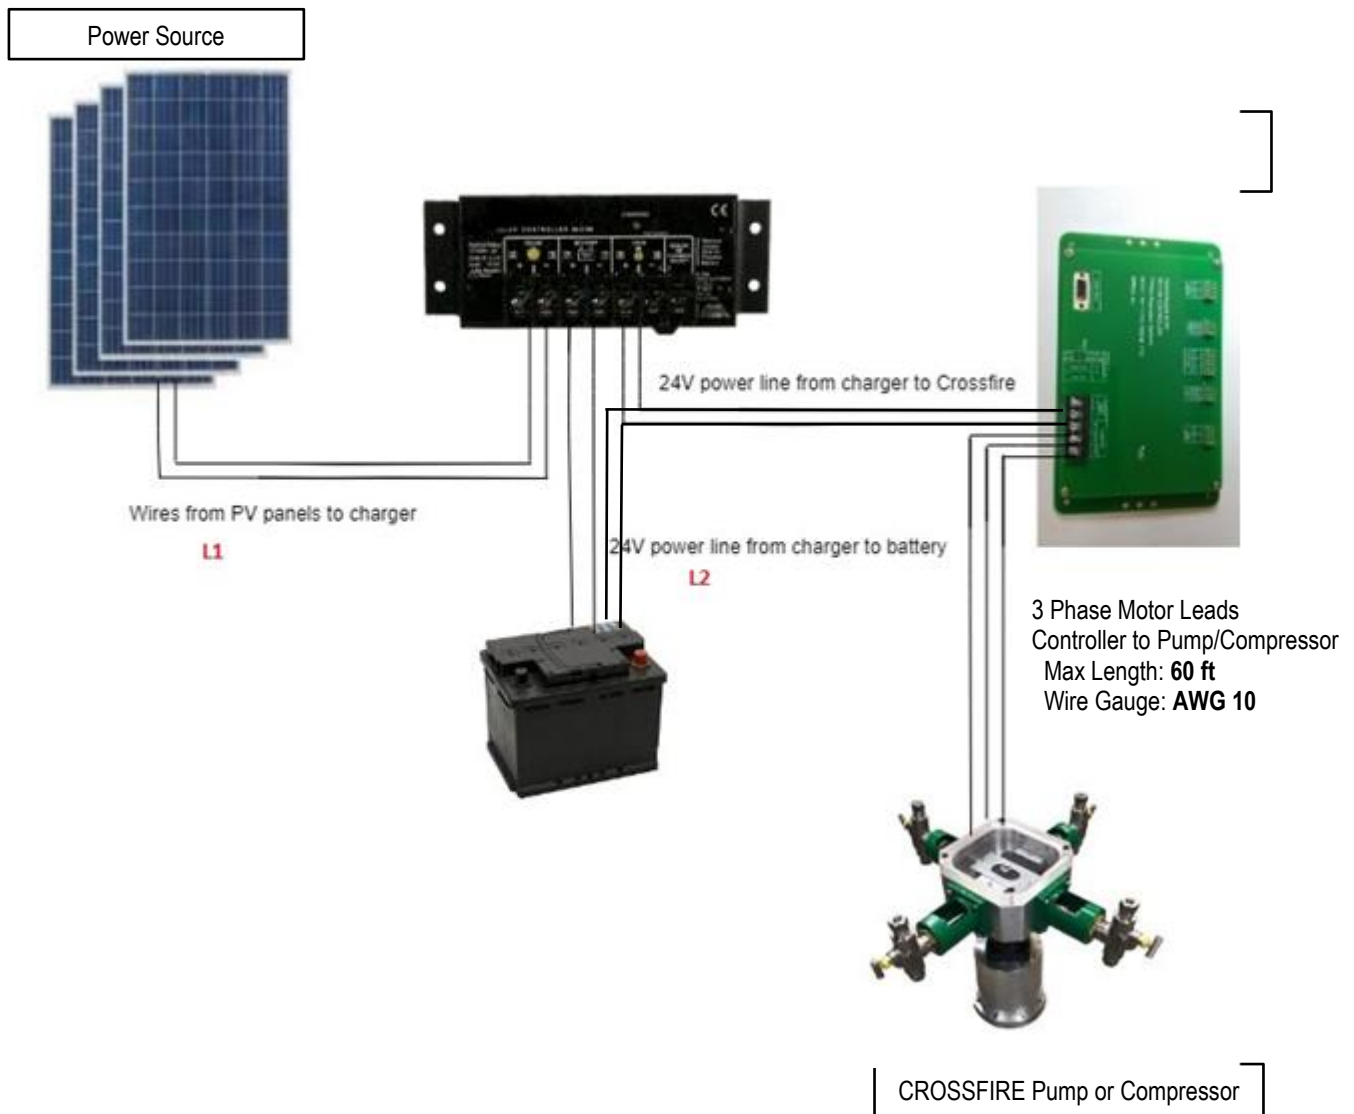 Power Source
CE
24V power line from charger to Crossfire
Wires from PV panels to charger
L1
24V power line from charger to battery
L2
3 Phase Motor Leads
Controller to Pump/Compressor
Max Length: 60 ft
Wire Gauge: AWG 10
CROSSFIRE Pump or Compressor